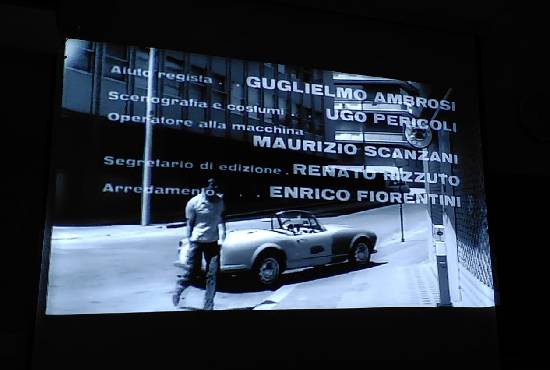 Aiuto regista . . GUGLIELMO AMBROSI
Scenografia e costumi . . . UGO PERICOLI
Operatore alla macchina
MAURIZIO SCANZANI
Segretario di edizione . RENATO RIZZUTO
Arredamento . . . ENRICO FIORENTINI